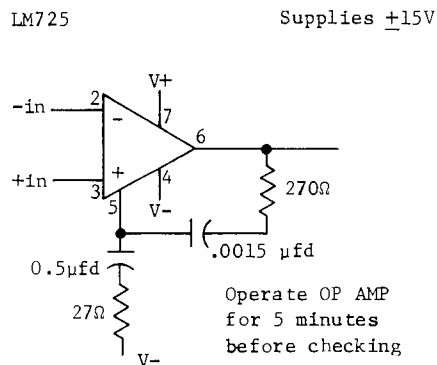 LM725
Supplies ±15V
V+
-in
2
-
7
6
+in
+
3
4
5
V-
270Ω
.0015 μfd
0.5μfd
27Ω
V-
Operate OP AMP
for 5 minutes
before checking